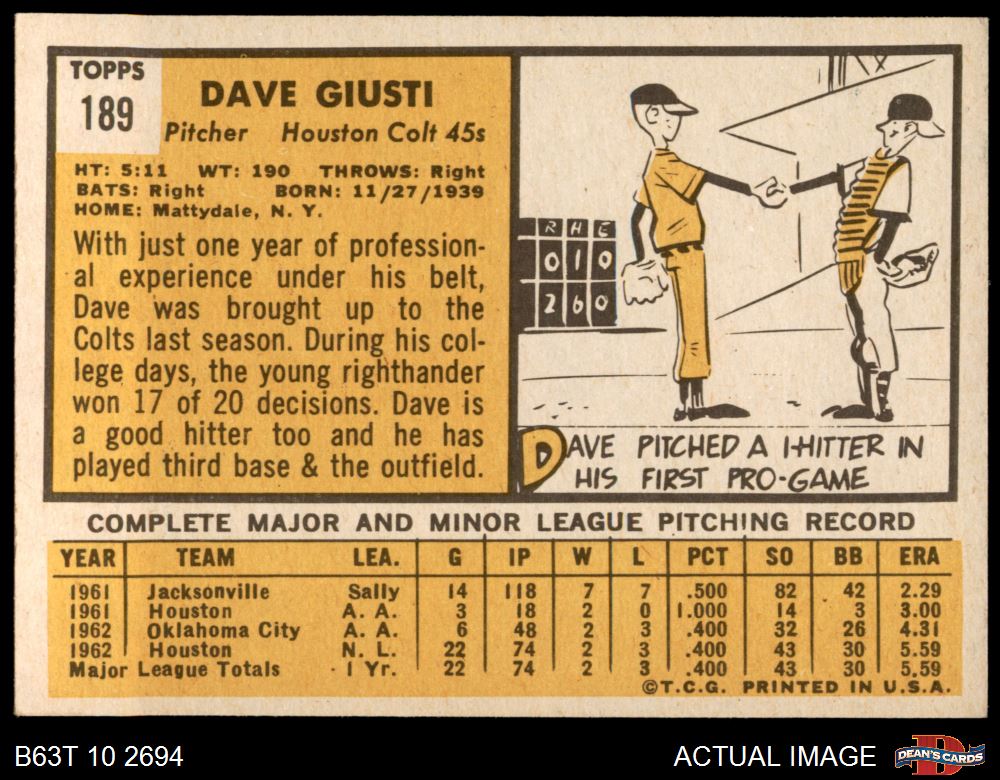 TOPPS
189
DAVE GIUSTI
Pitcher Houston Colt 45s
HT: 5:11 WT: 190 THROWS: Right
BATS: Right BORN: 11/27/1939
HOME: Mattydale, N. Y.
With just one year of profession-
al experience under his belt,
Dave was brought up to the
Colts last season. During his col-
lege days, the young righthander
won 17 of 20 decisions. Dave is
a good hitter too and he has
played third base & the outfield.
R H E
0 1 0
2 6 0
DAVE PITCHED A 1-HITTER IN
HIS FIRST PRO-GAME
COMPLETE MAJOR AND MINOR LEAGUE PITCHING RECORD
YEAR TEAM LEA. G IP W L PCT SO BB ERA
1961 Jacksonville Sally 14 118 7 7 .500 82 42 2.29
1961 Houston A. A. 3 18 2 0 1.000 14 3 3.00
1962 Oklahoma City A. A. 6 48 2 3 .400 32 26 4.31
1962 Houston N. L. 22 74 2 3 .400 43 30 5.59
Major League Totals 1 Yr. 22 74 2 3 .400 43 30 5.59
©T.C.G. PRINTED IN U.S.A.
B63T 10 2694
ACTUAL IMAGE
D
DEAN'S CARDS